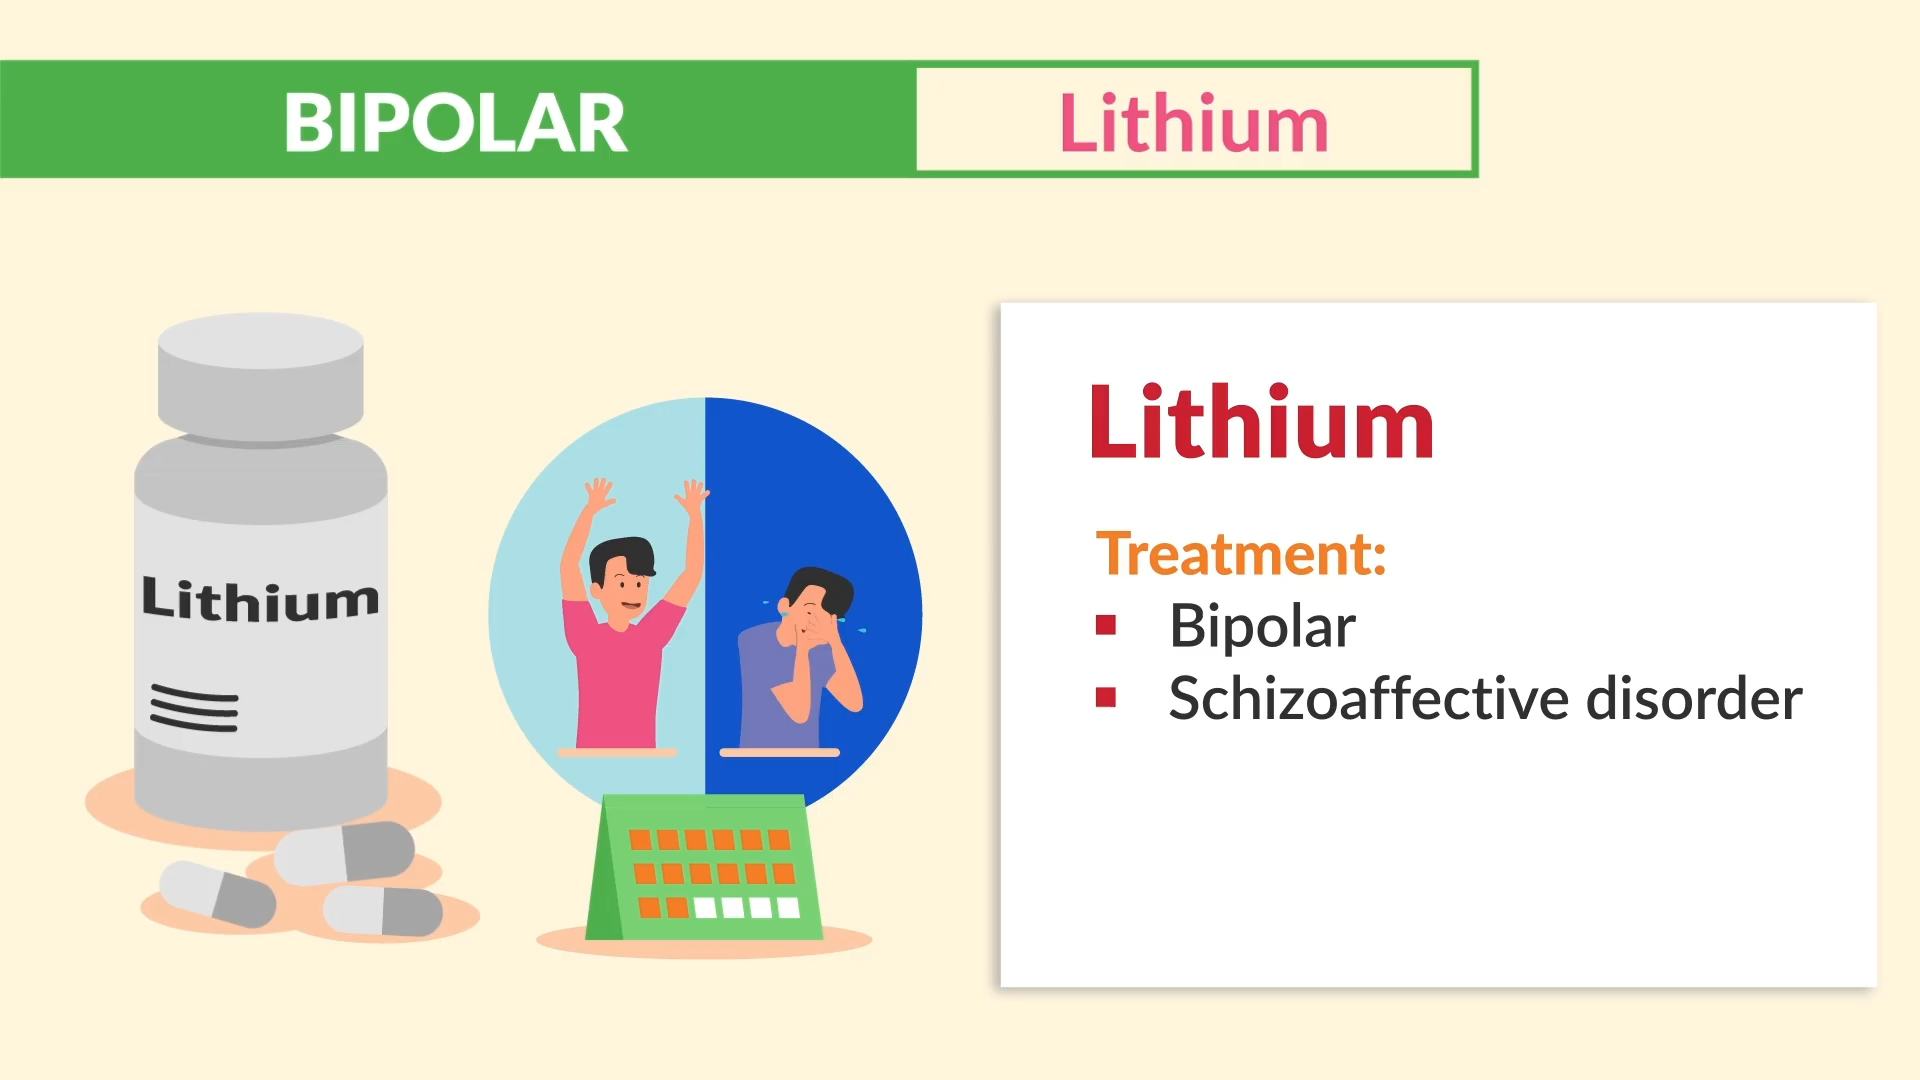 BIPOLAR
Lithium
Lithium
Lithium
Treatment:
Bipolar
Schizoaffective disorder